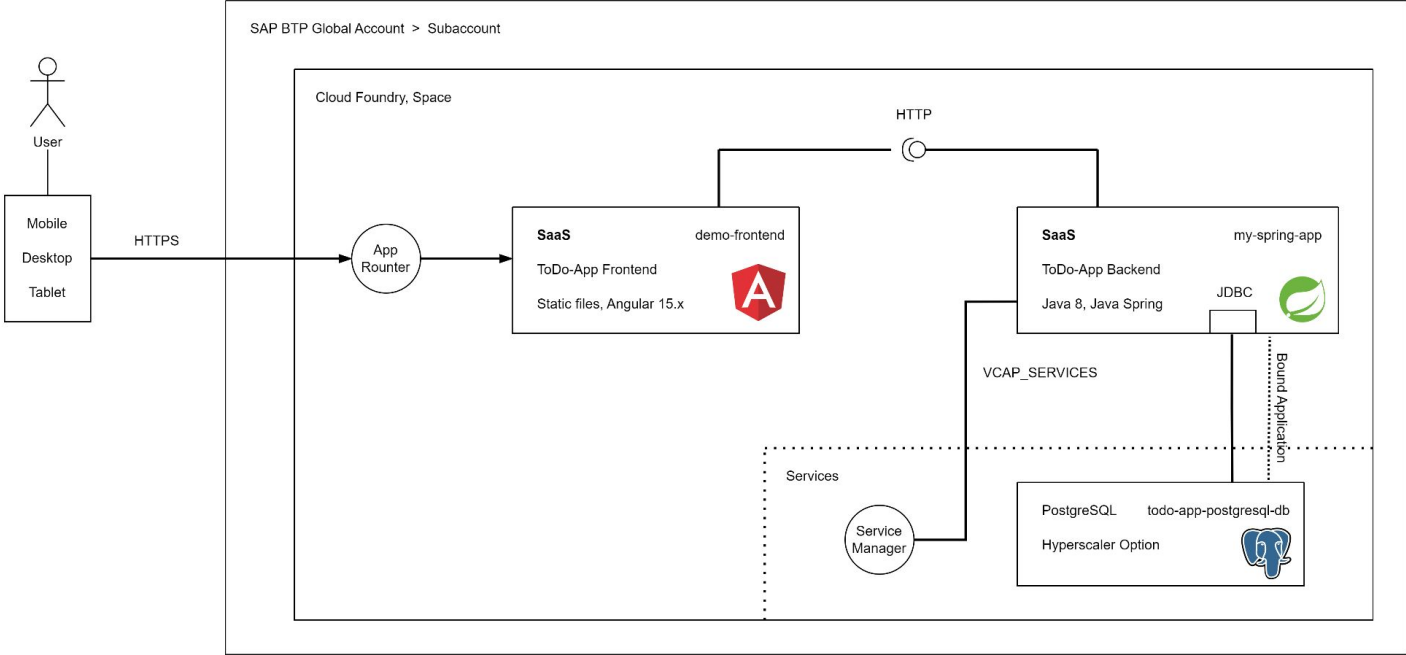 SAP BTP Global Account > Subaccount
Cloud Foundry, Space
User
Mobile
Desktop
Tablet
HTTPS
App
Rounter
SaaS demo-frontend
ToDo-App Frontend
Static files, Angular 15.x
A
HTTP
SaaS my-spring-app
ToDo-App Backend
Java 8, Java Spring
JDBC
VCAP_SERVICES
Bound Application
Services
Service
Manager
PostgreSQL todo-app-postgresql-db
Hyperscaler Option